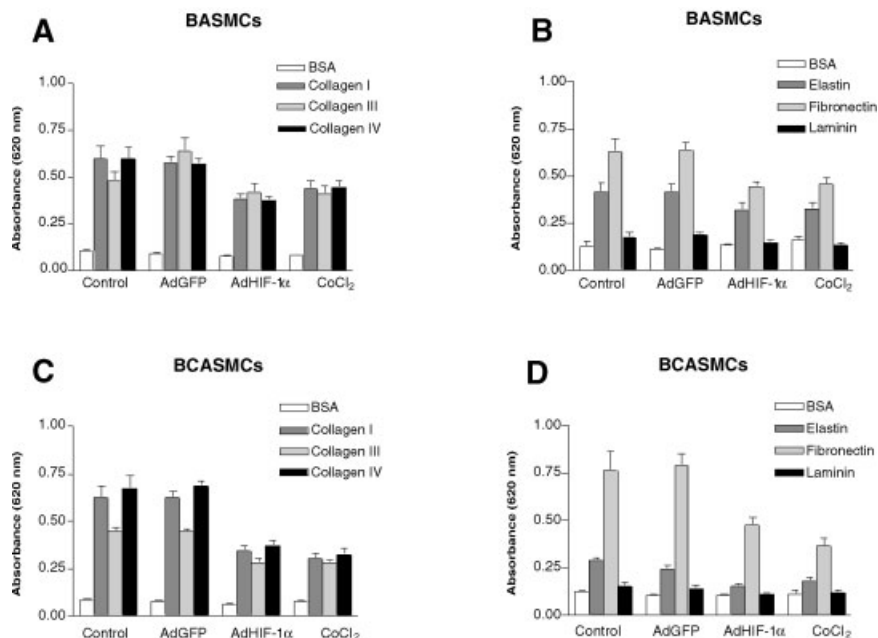 A
BASMCs
BSA
Collagen I
Collagen III
Collagen IV
Absorbance (620 nm)
1.00
0.75
0.50
0.25
0.00
Control AdGFP AdHIF-1α CoCl₂
B
BASMCs
BSA
Elastin
Fibronectin
Laminin
Absorbance (620 nm)
1.00
0.75
0.50
0.25
0.00
Control AdGFP AdHIF-1α CoCl₂
C
BCASMCs
BSA
Collagen I
Collagen III
Collagen IV
Absorbance (620 nm)
1.00
0.75
0.50
0.25
0.00
Control AdGFP AdHIF-1α CoCl₂
D
BCASMCs
BSA
Elastin
Fibronectin
Laminin
Absorbance (620 nm)
1.00
0.75
0.50
0.25
0.00
Control AdGFP AdHIF-1α CoCl₂